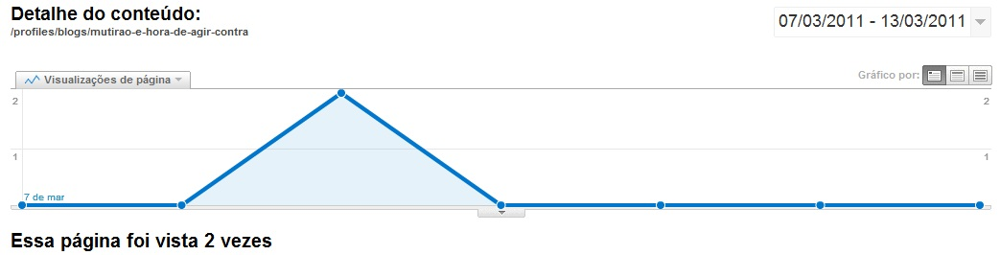 Detalhe do conteúdo:
/profiles/blogs/mutirao-e-hora-de-agir-contra
07/03/2011 - 13/03/2011
Visualizações de página
Gráfico por:
2 2
1 1
7 de mar
Essa página foi vista 2 vezes